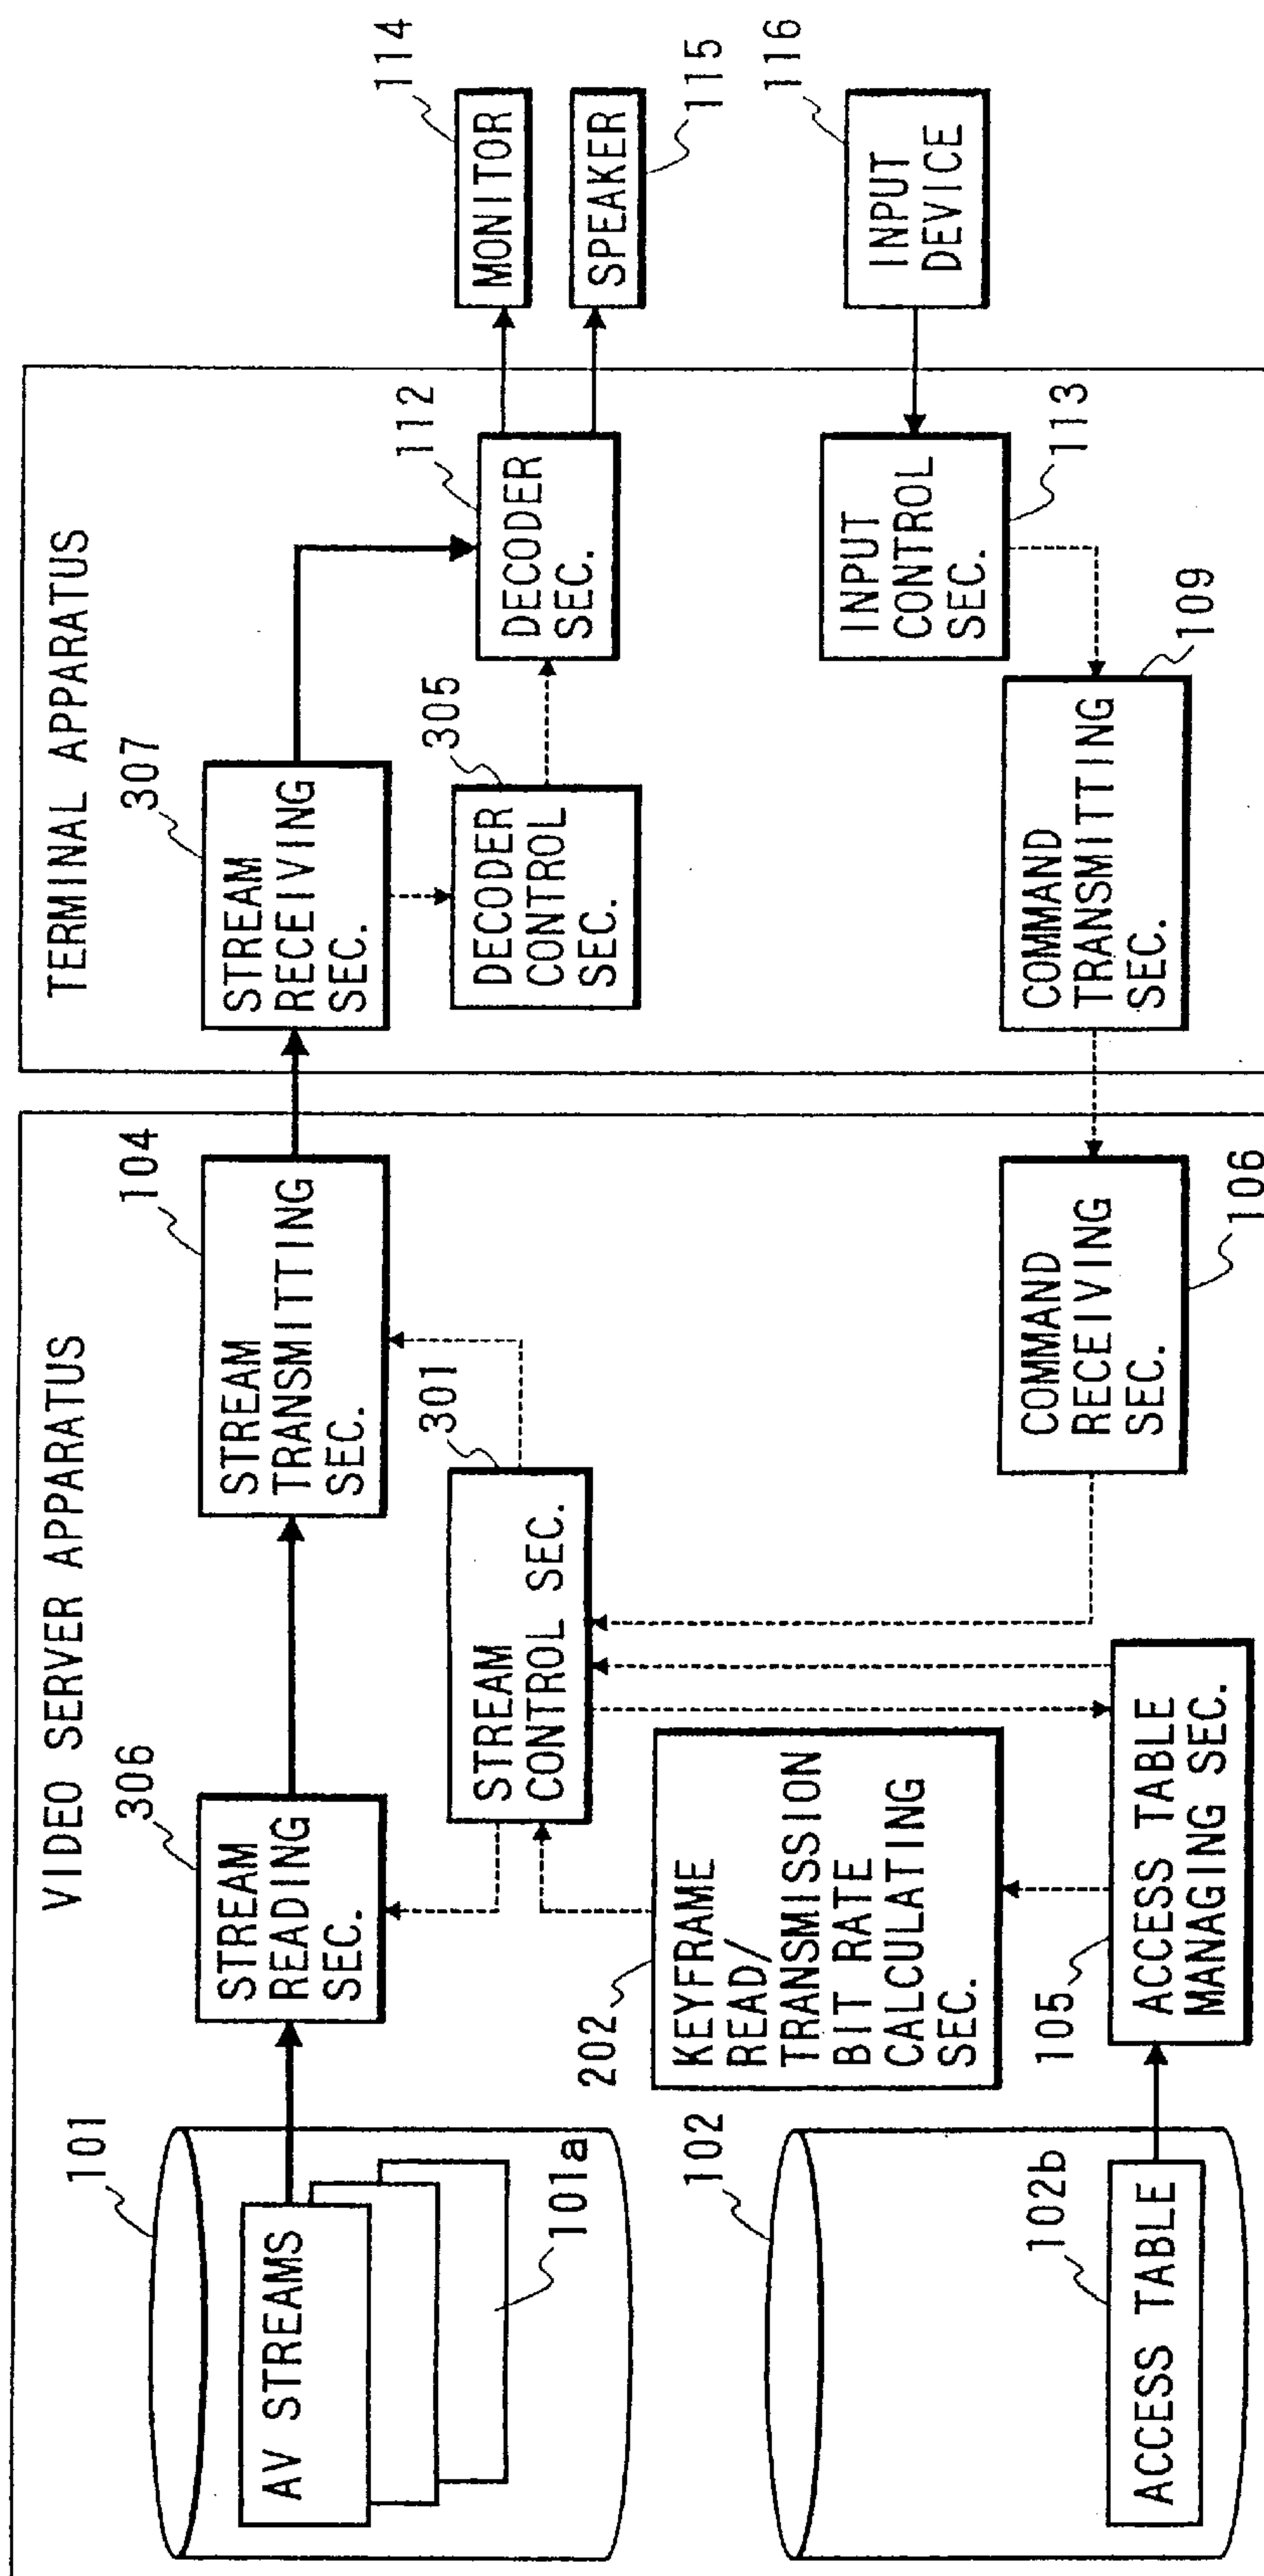 VIDEO SERVER APPARATUS
101
AV STREAMS
101a
306
STREAM
READING
SEC.
104
STREAM
TRANSMITTING
SEC.
301
STREAM
CONTROL SEC.
202
KEYFRAME
READ/
TRANSMISSION
BIT RATE
CALCULATING
SEC.
102
102b
ACCESS TABLE
105
ACCESS TABLE
MANAGING SEC.
COMMAND
RECEIVING
SEC.
106
TERMINAL APPARATUS
307
STREAM
RECEIVING
SEC.
305
DECODER
CONTROL
SEC.
112
DECODER
SEC.
INPUT
CONTROL
SEC.
113
COMMAND
TRANSMITTING
SEC.
109
114
MONITOR
SPEAKER
115
116
INPUT
DEVICE